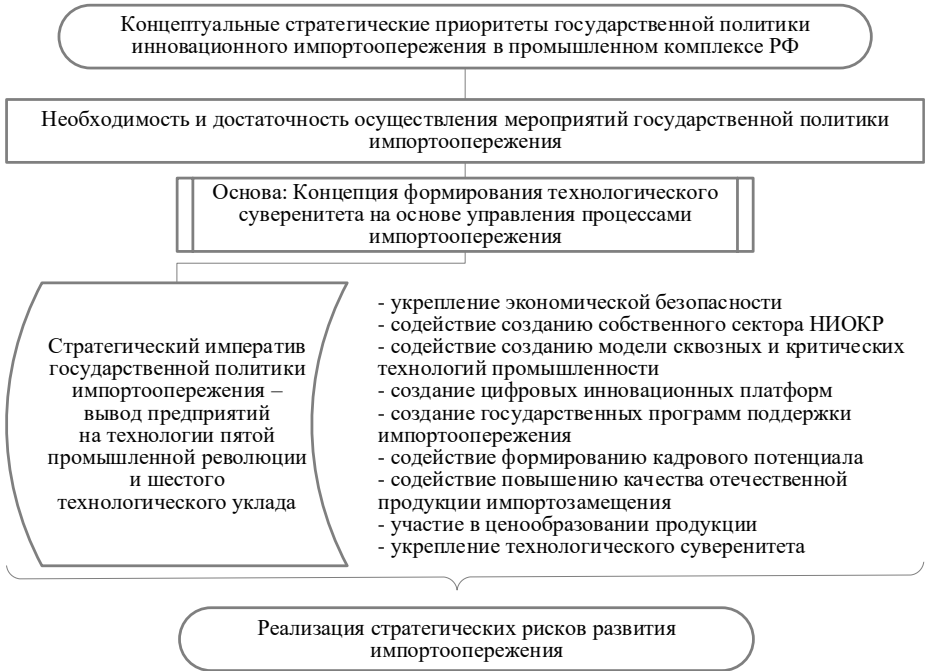 Концептуальные стратегические приоритеты государственной политики
инновационного импортоопережения в промышленном комплексе РФ
Необходимость и достаточность осуществления мероприятий государственной политики
импортоопережения
Основа: Концепция формирования технологического
суверенитета на основе управления процессами
импортоопережения
Стратегический императив
государственной политики
импортоопережения –
вывод предприятий
на технологии пятой
промышленной революции
и шестого
технологического уклада
- укрепление экономической безопасности
- содействие созданию собственного сектора НИОКР
- содействие созданию модели сквозных и критических
технологий промышленности
- создание цифровых инновационных платформ
- создание государственных программ поддержки
импортоопережения
- содействие формированию кадрового потенциала
- содействие повышению качества отечественной
продукции импортозамещения
- участие в ценообразовании продукции
- укрепление технологического суверенитета
Реализация стратегических рисков развития
импортоопережения